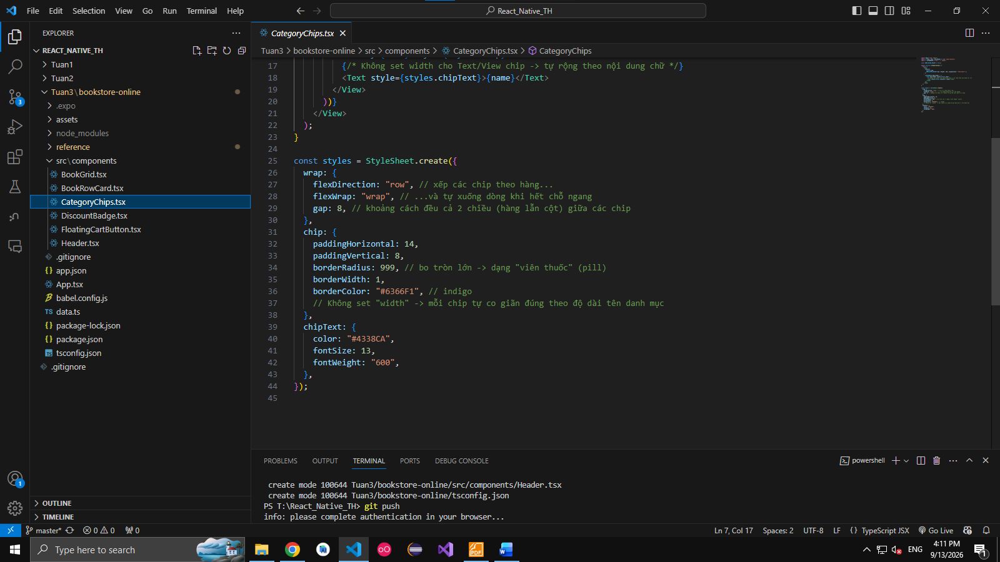 File Edit Selection View Go Run Terminal Help
React_Native_TH
EXPLORER
REACT_NATIVE_TH
Tuan1
Tuan2
Tuan3\bookstore-online
.expo
assets
node_modules
reference
src\components
BookGrid.tsx
BookRowCard.tsx
CategoryChips.tsx
DiscountBadge.tsx
FloatingCartButton.tsx
Header.tsx
.gitignore
app.json
App.tsx
babel.config.js
data.ts
package-lock.json
package.json
tsconfig.json
.gitignore
OUTLINE
TIMELINE
3
1
CategoryChips.tsx
Tuan3 > bookstore-online > src > components > CategoryChips.tsx > CategoryChips
17 {/* Không set width cho Text/View chip -> tự rộng theo nội dung chữ */}
18 <Text style={styles.chipText}>{name}</Text>
19 </View>
20 ))}
21 </View>
22 );
23 }
24
25 const styles = StyleSheet.create({
26 wrap: {
27 flexDirection: "row", // xếp các chip theo hàng...
28 flexWrap: "wrap", // ...và tự xuống dòng khi hết chỗ ngang
29 gap: 8, // khoảng cách đều cả 2 chiều (hàng lẫn cột) giữa các chip
30 },
31 chip: {
32 paddingHorizontal: 14,
33 paddingVertical: 8,
34 borderRadius: 999, // bo tròn lớn -> dạng "viên thuốc" (pill)
35 borderWidth: 1,
36 borderColor: "#6366F1", // indigo
37 // Không set "width" -> mỗi chip tự co giãn đúng theo độ dài tên danh mục
38 },
39 chipText: {
40 color: "#4338CA",
41 fontSize: 13,
42 fontWeight: "600",
43 },
44 });
45
PROBLEMS OUTPUT TERMINAL PORTS DEBUG CONSOLE
powershell
create mode 100644 Tuan3/bookstore-online/src/components/Header.tsx
create mode 100644 Tuan3/bookstore-online/tsconfig.json
PS T:\React_Native_TH> git push
info: please complete authentication in your browser...
master* 0 0 0
Ln 7, Col 17 Spaces: 2 UTF-8 LF {} TypeScript JSX Go Live
Type here to search
ENG
4:11 PM
9/13/2026
1